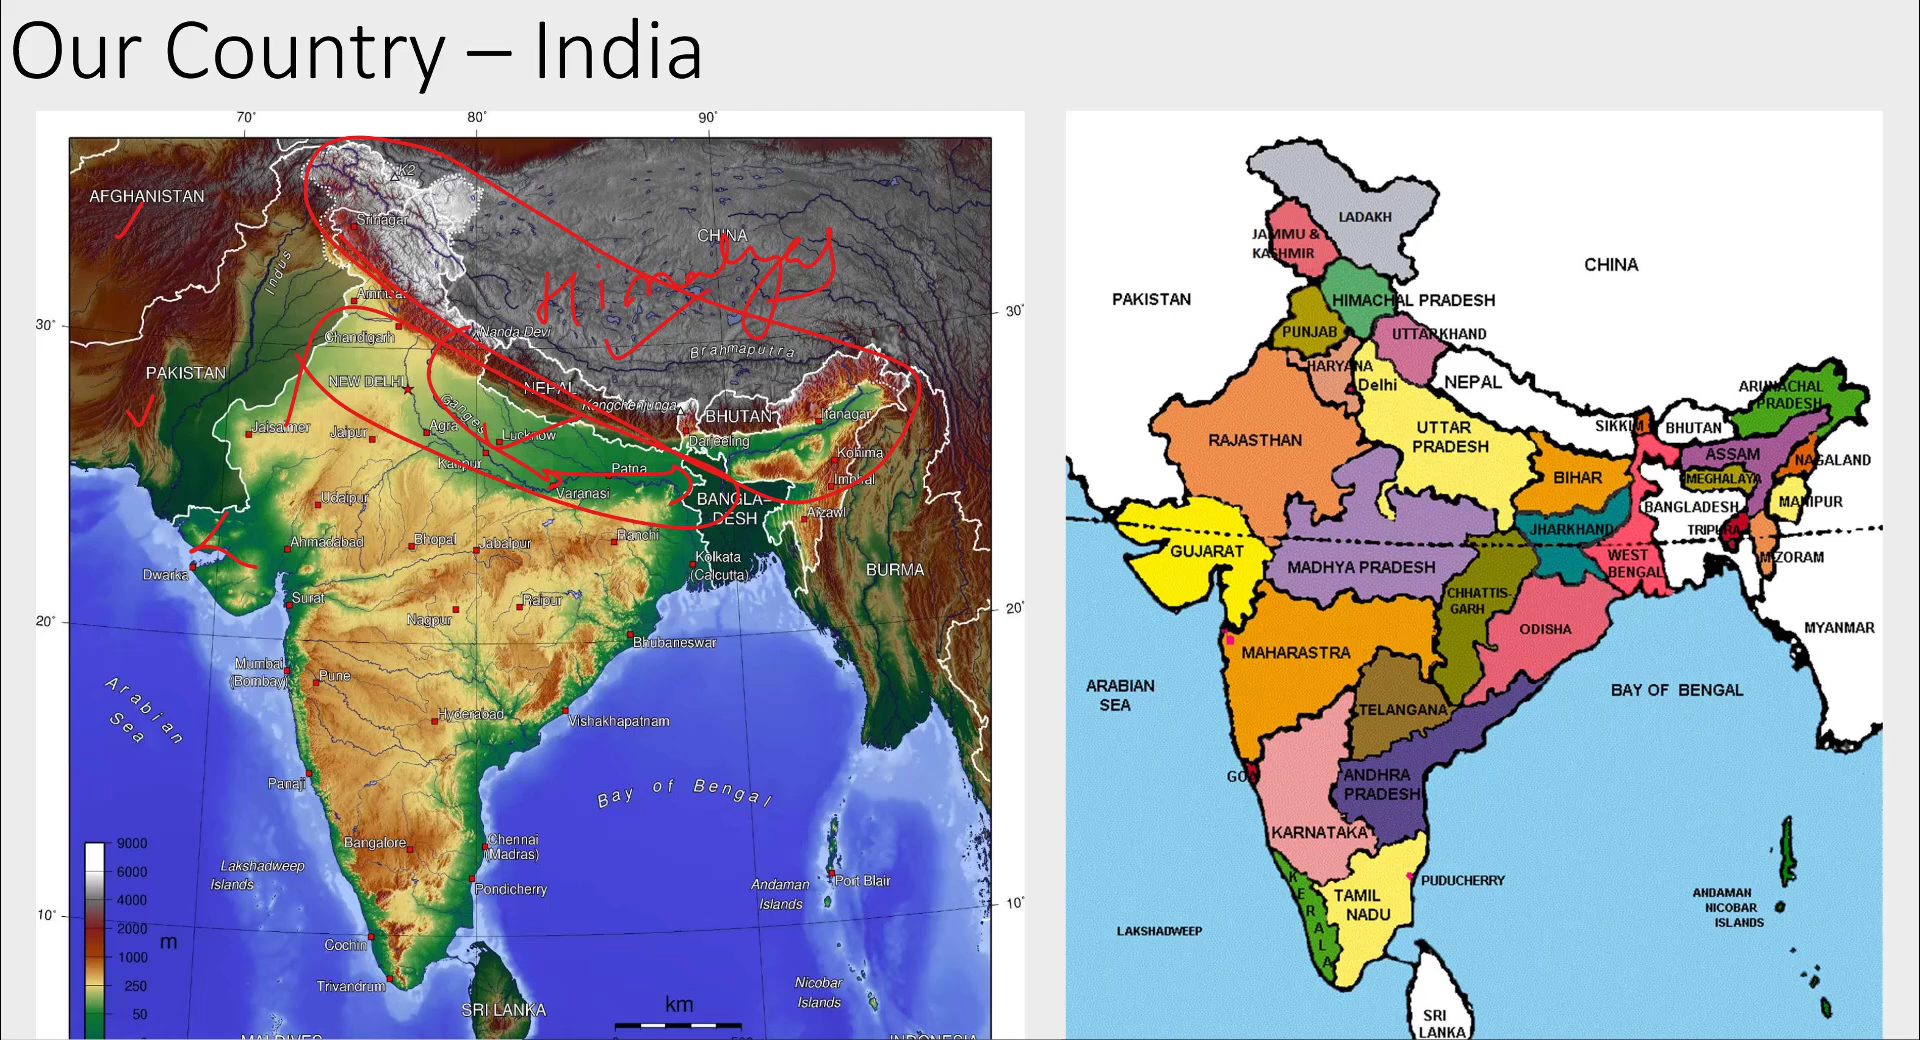 Our Country – India
70°
80°
90°
AFGHANISTAN
K2
Srinagar
CHINA
Himalyas
Indus
Amritsar
30°
30°
Chandigarh
Nanda Devi
Brahmaputra
PAKISTAN
NEW DELHI
NEPAL
Kangchenjunga
BHUTAN
Itanagar
Ganges
Jaisalmer
Jaipur
Agra
Lucknow
Darjeeling
Kohima
Kanpur
Patna
Imphal
Udaipur
Varanasi
BANGLA-
DESH
Aizawl
Ahmadabad
Bhopal
Jabalpur
Ranchi
Kolkata
(Calcutta)
Dwarka
BURMA
Surat
Nagpur
Raipur
20°
20°
Bhubaneswar
Mumbai
(Bombay)
Pune
Arabian
Sea
Hyderabad
Vishakhapatnam
Panaji
Bay of Bengal
Bangalore
Chennai
(Madras)
Lakshadweep
Islands
Andaman
Islands
Port Blair
Pondicherry
10°
10°
Cochin
Trivandrum
Nicobar
Islands
SRI LANKA
km
MALDIVES
INDONESIA
9000
6000
4000
2000
1000
250
50
m
LADAKH
JAMMU &
KASHMIR
CHINA
PAKISTAN
HIMACHAL PRADESH
PUNJAB
UTTARKHAND
HARYANA
Delhi
NEPAL
ARUNACHAL
PRADESH
RAJASTHAN
UTTAR
PRADESH
SIKKIM
BHUTAN
ASSAM
NAGALAND
BIHAR
MEGHALAYA
MANIPUR
BANGLADESH
JHARKHAND
TRIPURA
GUJARAT
MADHYA PRADESH
WEST
BENGAL
MIZORAM
CHHATTIS-
GARH
ODISHA
MYANMAR
MAHARASTRA
ARABIAN
SEA
BAY OF BENGAL
TELANGANA
GOA
ANDHRA
PRADESH
KARNATAKA
KERALA
TAMIL
NADU
PUDUCHERRY
ANDAMAN
NICOBAR
ISLANDS
LAKSHADWEEP
SRI
LANKA